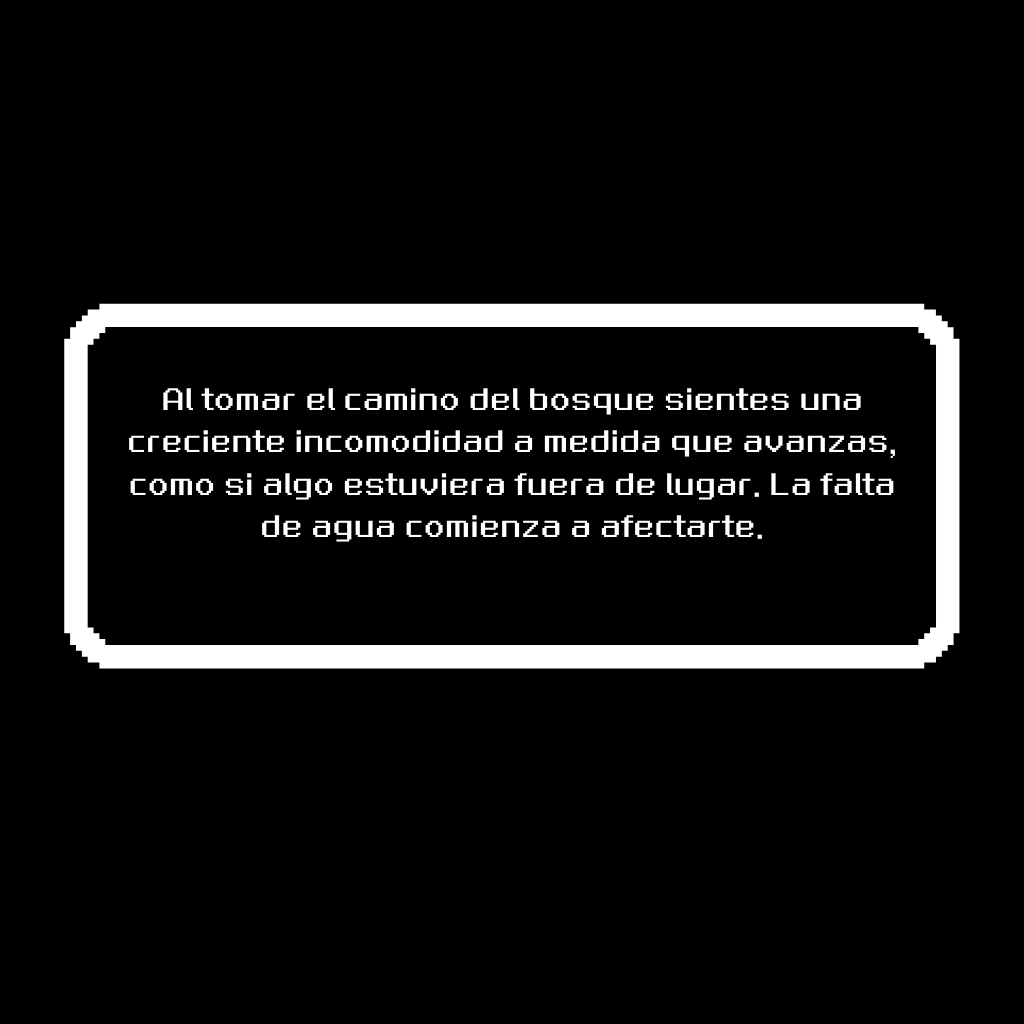 Al tomar el camino del bosque sientes una
creciente incomodidad a medida que avanzas,
como si algo estuviera fuera de lugar. La falta
de agua comienza a afectarte.